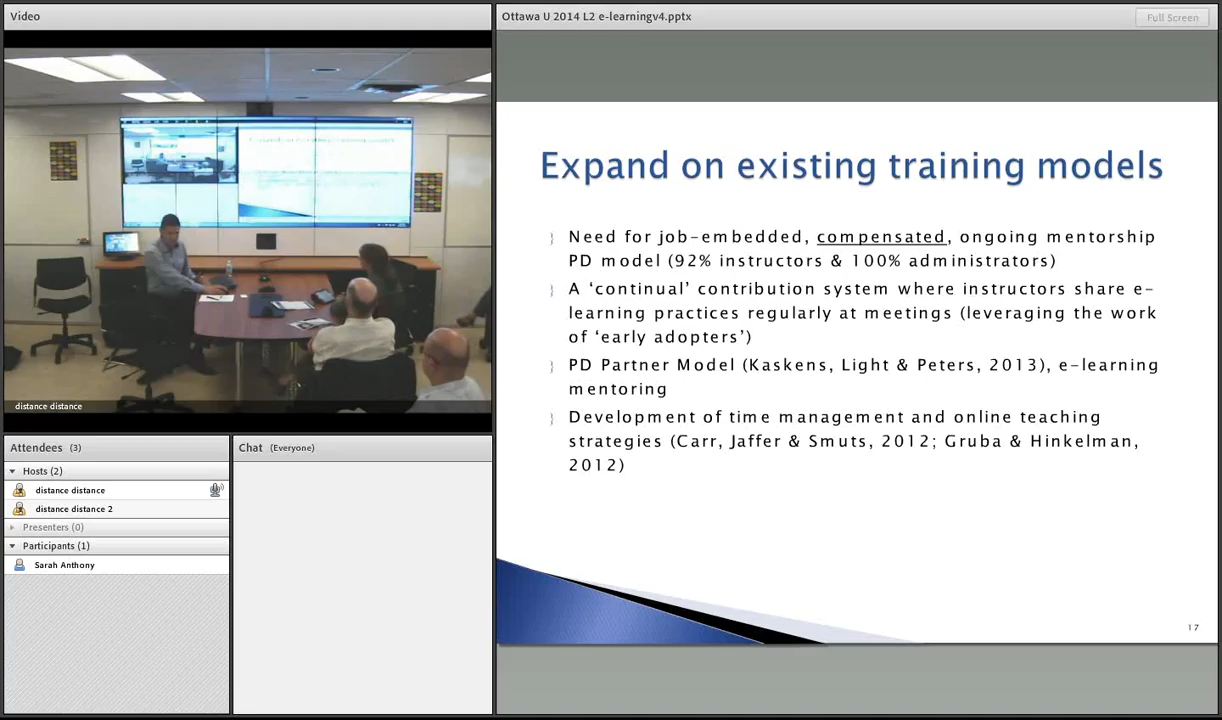 Video
Ottawa U 2014 L2 e-learningv4.pptx
Full Screen
distance distance
Attendees (3)
Hosts (2)
distance distance
distance distance 2
Presenters (0)
Participants (1)
Sarah Anthony
Chat (Everyone)
Expand on existing training models
Need for job-embedded, compensated, ongoing mentorship
PD model (92% instructors & 100% administrators)
A ‘continual’ contribution system where instructors share e-
learning practices regularly at meetings (leveraging the work
of ‘early adopters’)
PD Partner Model (Kaskens, Light & Peters, 2013), e-learning
mentoring
Development of time management and online teaching
strategies (Carr, Jaffer & Smuts, 2012; Gruba & Hinkelman,
2012)
17